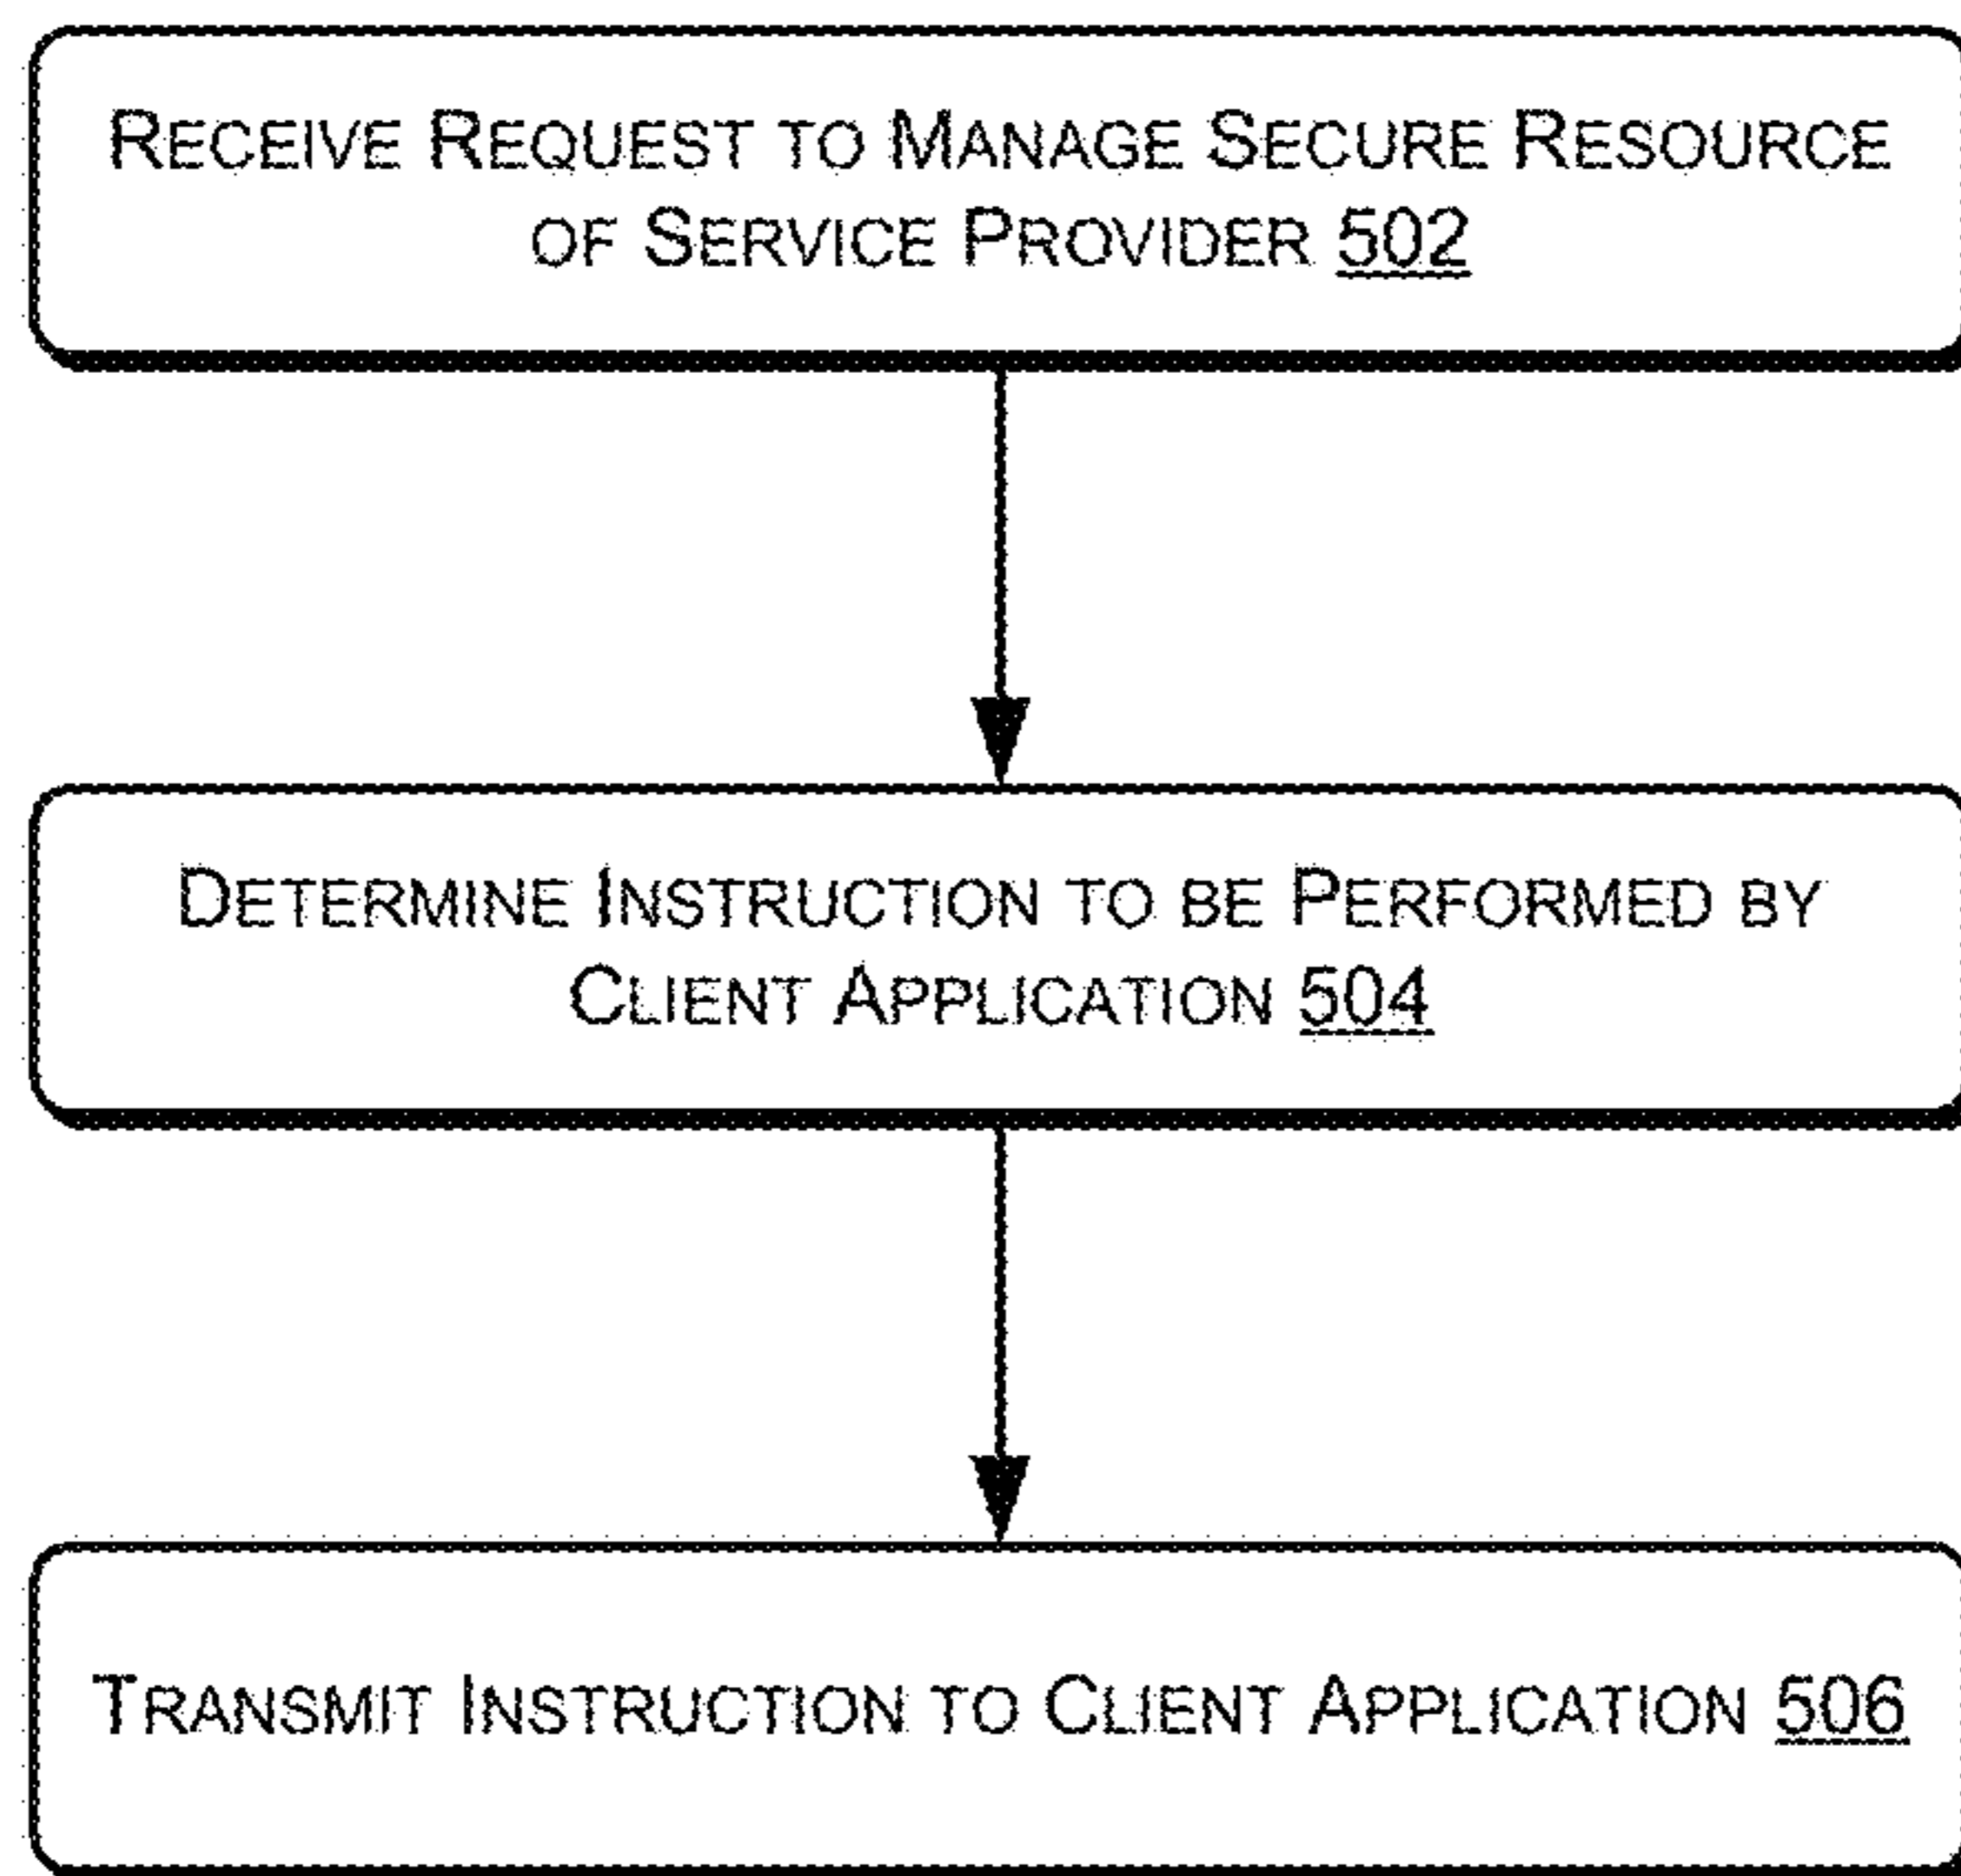 RECEIVE REQUEST TO MANAGE SECURE RESOURCE
OF SERVICE PROVIDER 502
DETERMINE INSTRUCTION TO BE PERFORMED BY
CLIENT APPLICATION 504
TRANSMIT INSTRUCTION TO CLIENT APPLICATION 506